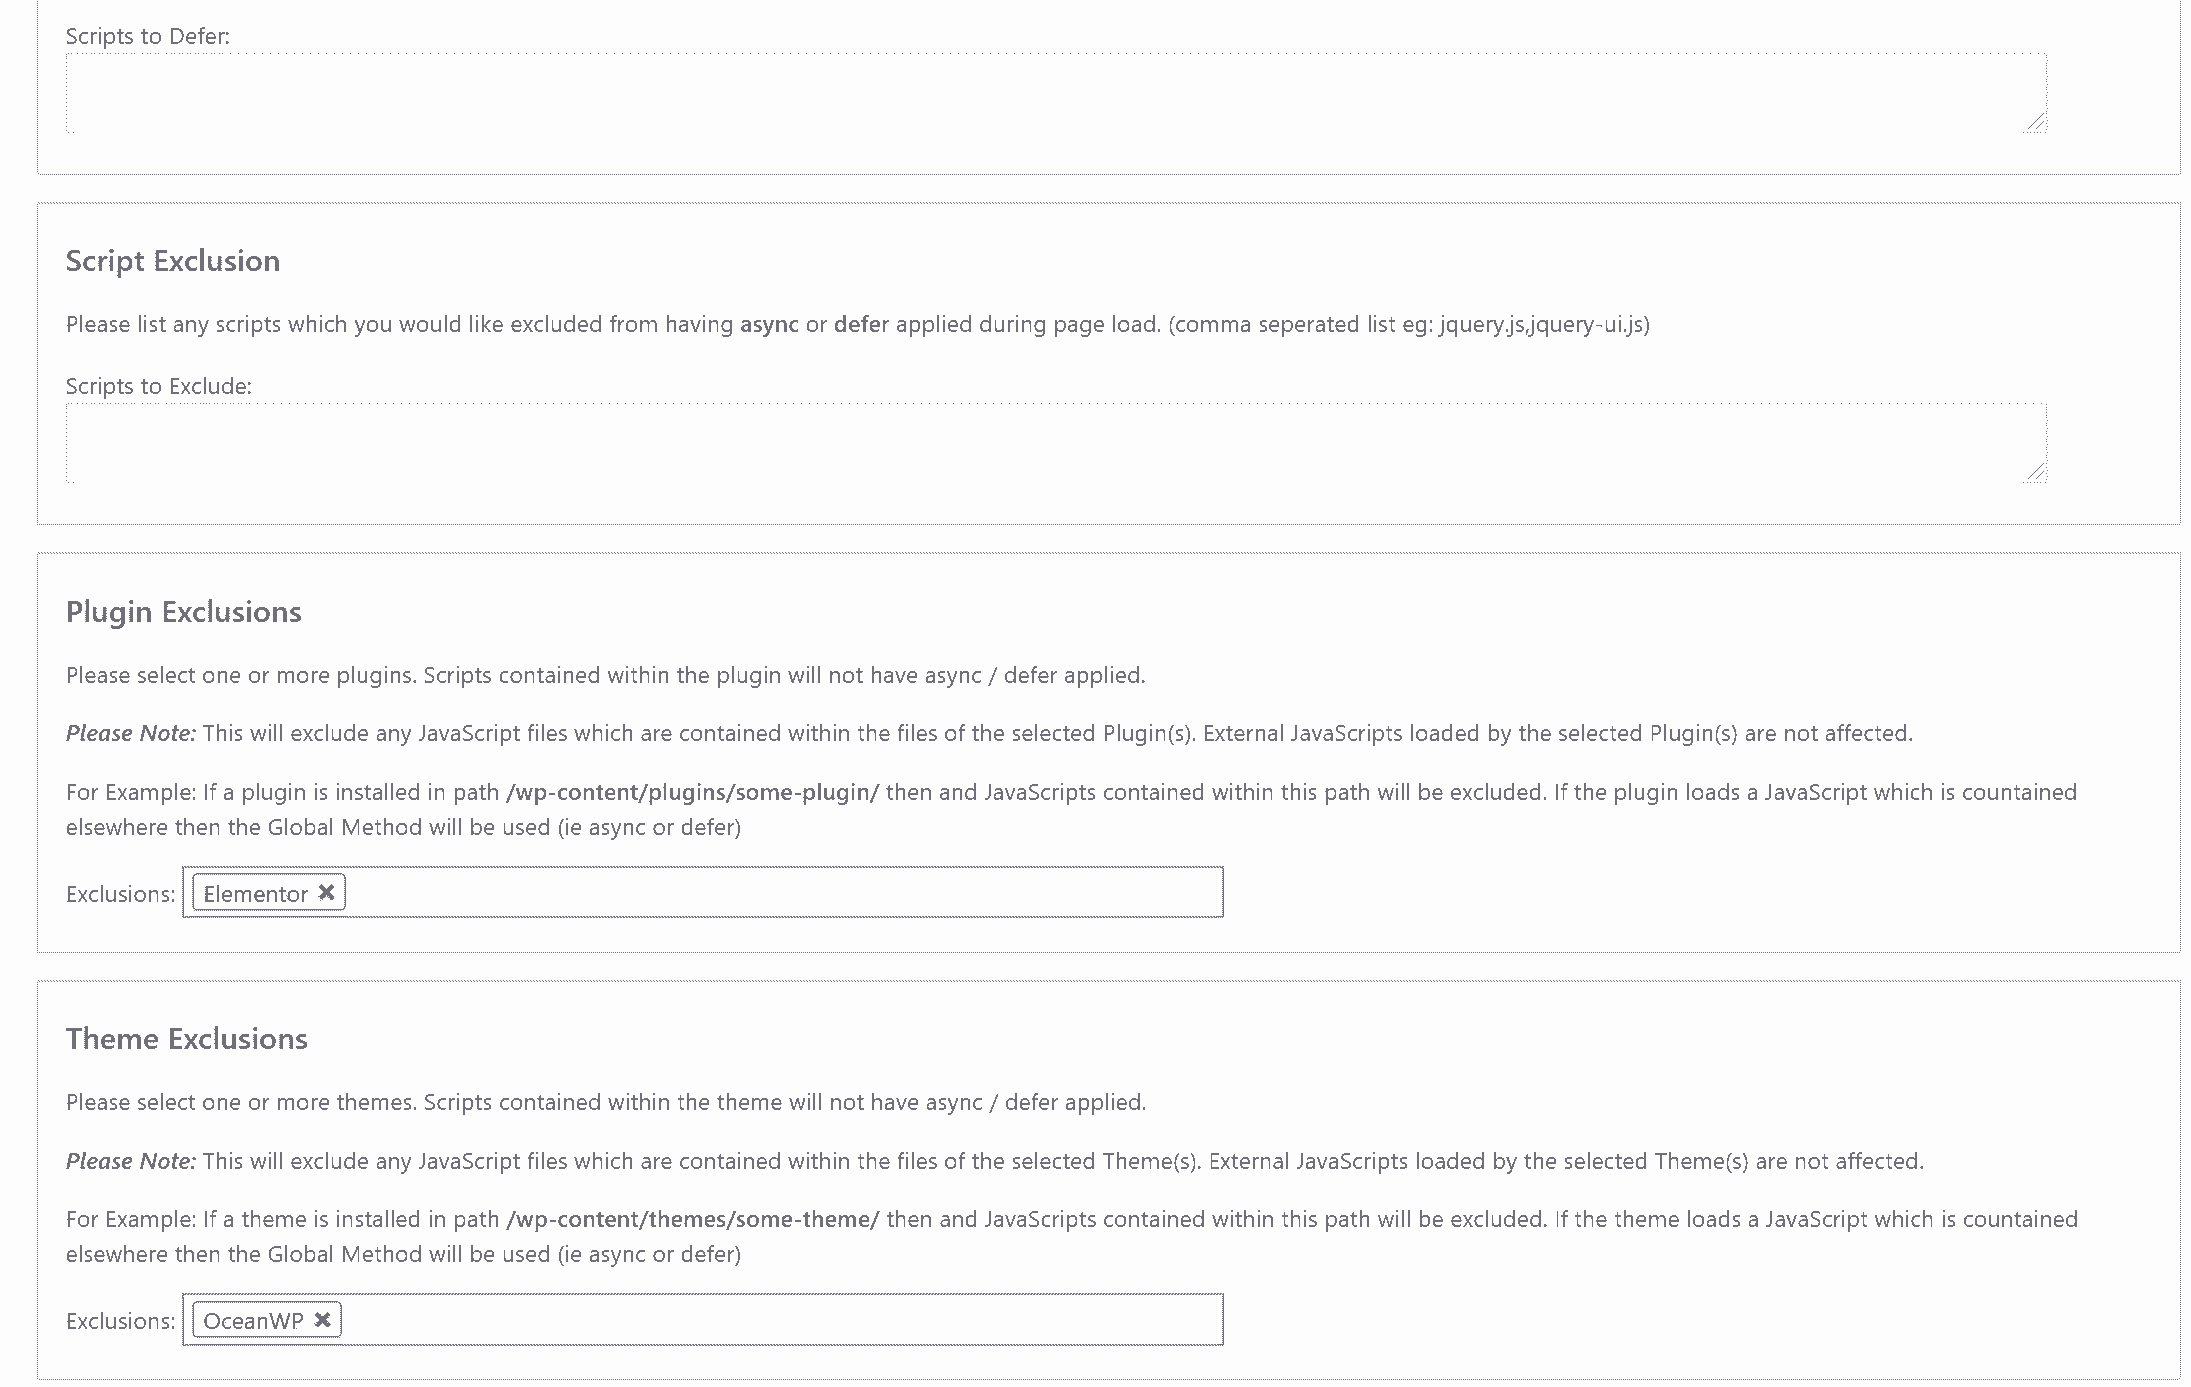 Scripts to Defer:
Script Exclusion
Please list any scripts which you would like excluded from having async or defer applied during page load. (comma seperated list eg: jquery.js,jquery-ui.js)
Scripts to Exclude:
Plugin Exclusions
Please select one or more plugins. Scripts contained within the plugin will not have async / defer applied.
Please Note: This will exclude any JavaScript files which are contained within the files of the selected Plugin(s). External JavaScripts loaded by the selected Plugin(s) are not affected.
For Example: If a plugin is installed in path /wp-content/plugins/some-plugin/ then and JavaScripts contained within this path will be excluded. If the plugin loads a JavaScript which is countained
elsewhere then the Global Method will be used (ie async or defer)
Exclusions: Elementor ✖
Theme Exclusions
Please select one or more themes. Scripts contained within the theme will not have async / defer applied.
Please Note: This will exclude any JavaScript files which are contained within the files of the selected Theme(s). External JavaScripts loaded by the selected Theme(s) are not affected.
For Example: If a theme is installed in path /wp-content/themes/some-theme/ then and JavaScripts contained within this path will be excluded. If the theme loads a JavaScript which is countained
elsewhere then the Global Method will be used (ie async or defer)
Exclusions: OceanWP ✖